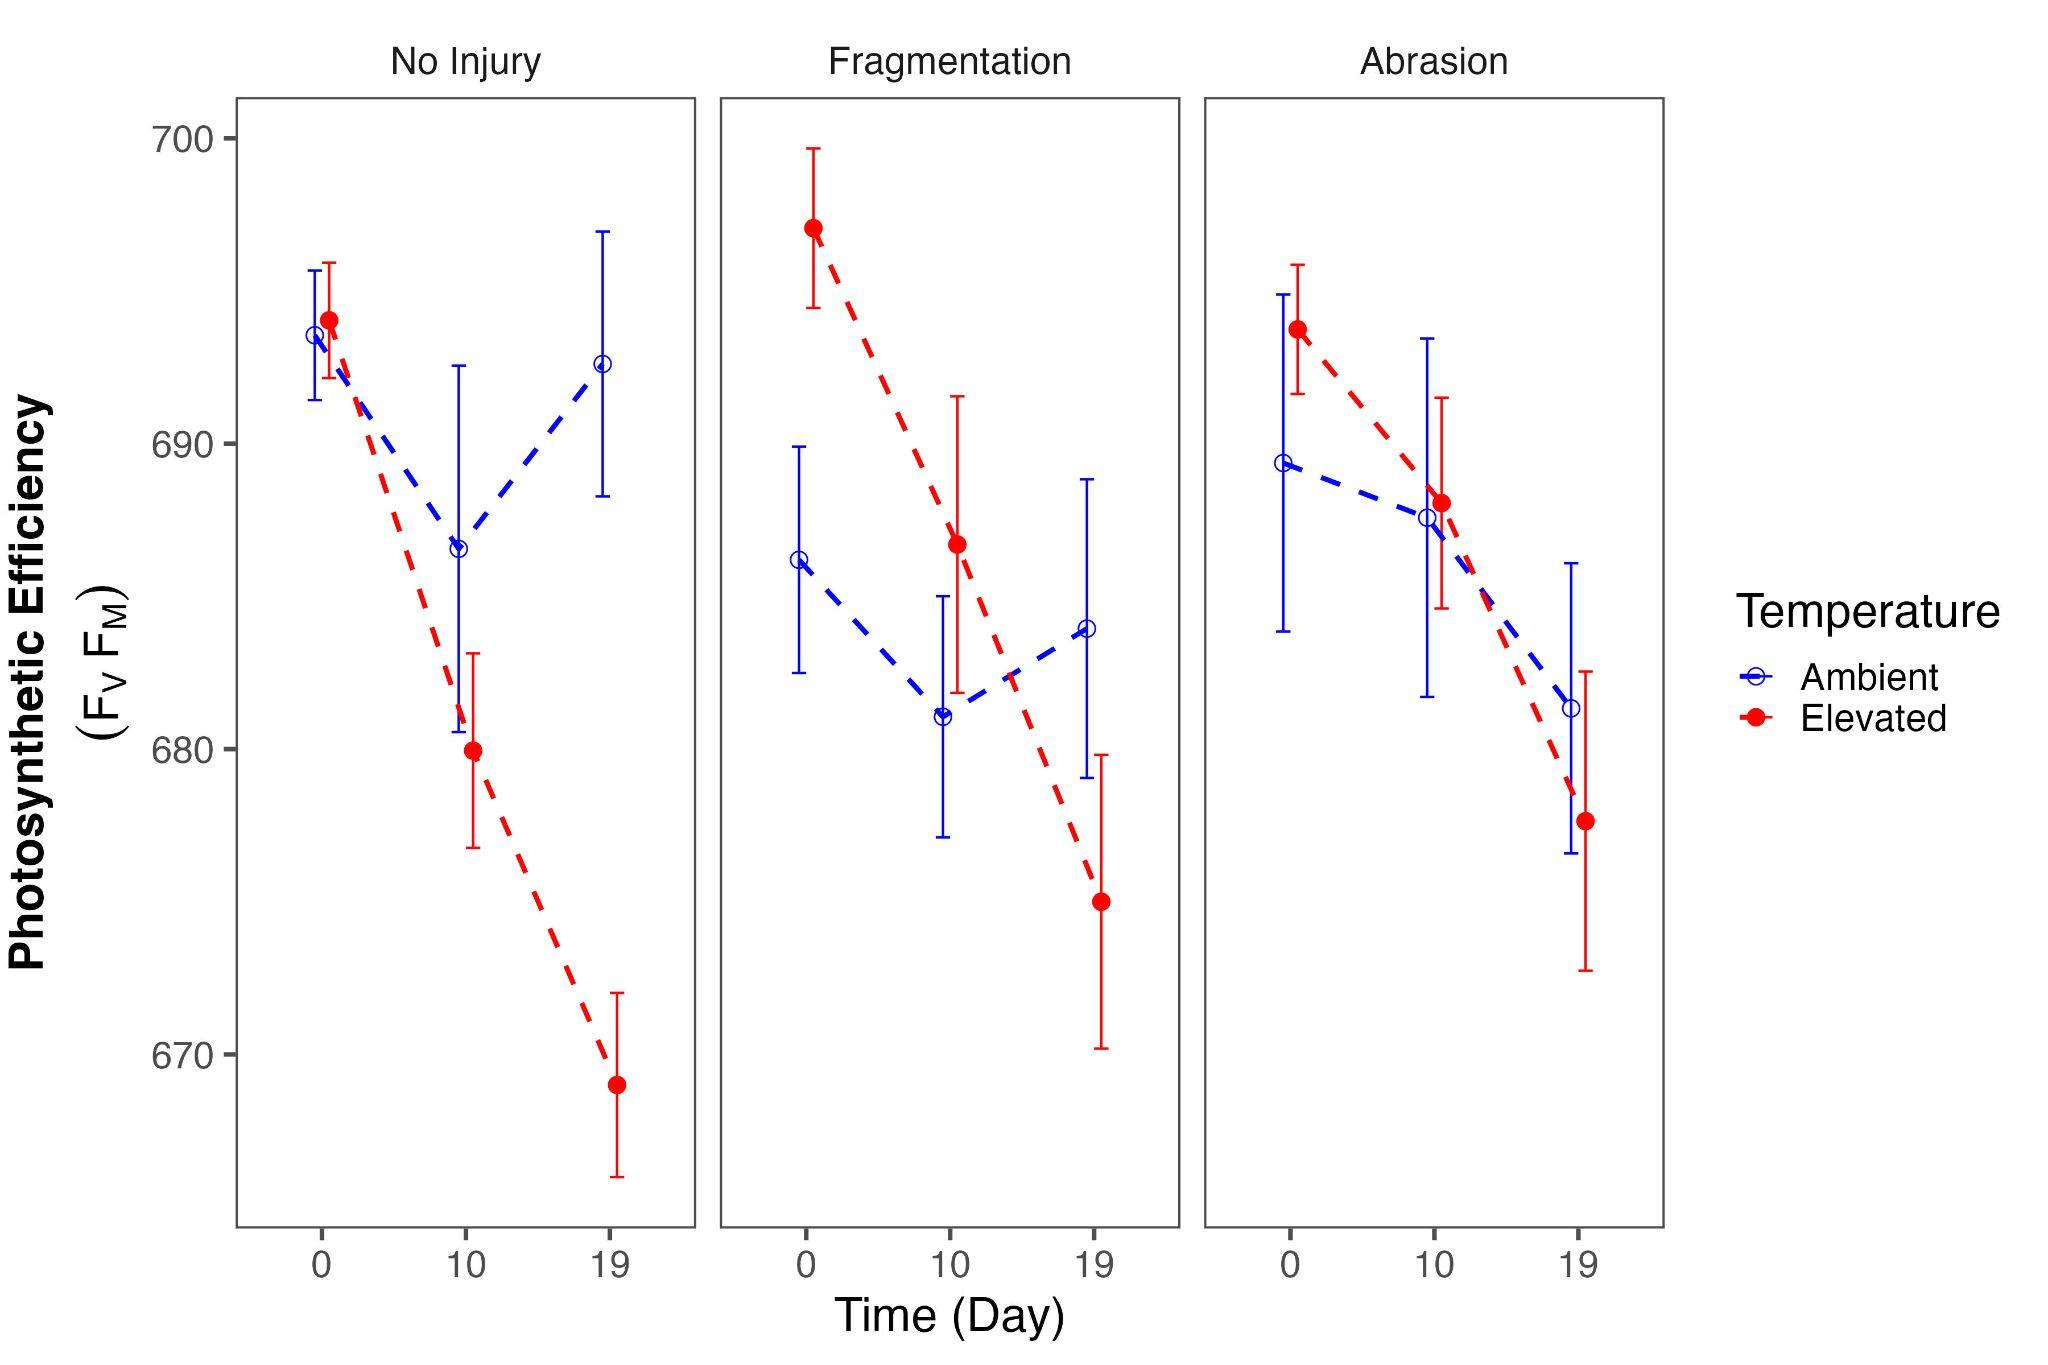 No Injury
Fragmentation
Abrasion
Photosynthetic Efficiency
(FV FM)
700
690
680
670
0 10 19
0 10 19
0 10 19
Time (Day)
Temperature
Ambient
Elevated